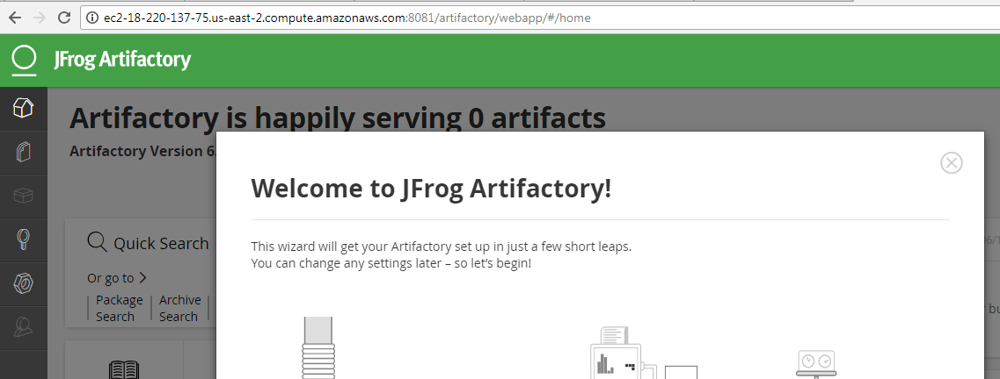 ec2-18-220-137-75.us-east-2.compute.amazonaws.com:8081/artifactory/webapp/#/home
JFrog Artifactory
Artifactory is happily serving 0 artifacts
Artifactory Version 6.
Welcome to JFrog Artifactory!
This wizard will get your Artifactory set up in just a few short leaps.
You can change any settings later – so let's begin!
Quick Search
Or go to
Package Search
Archive Search